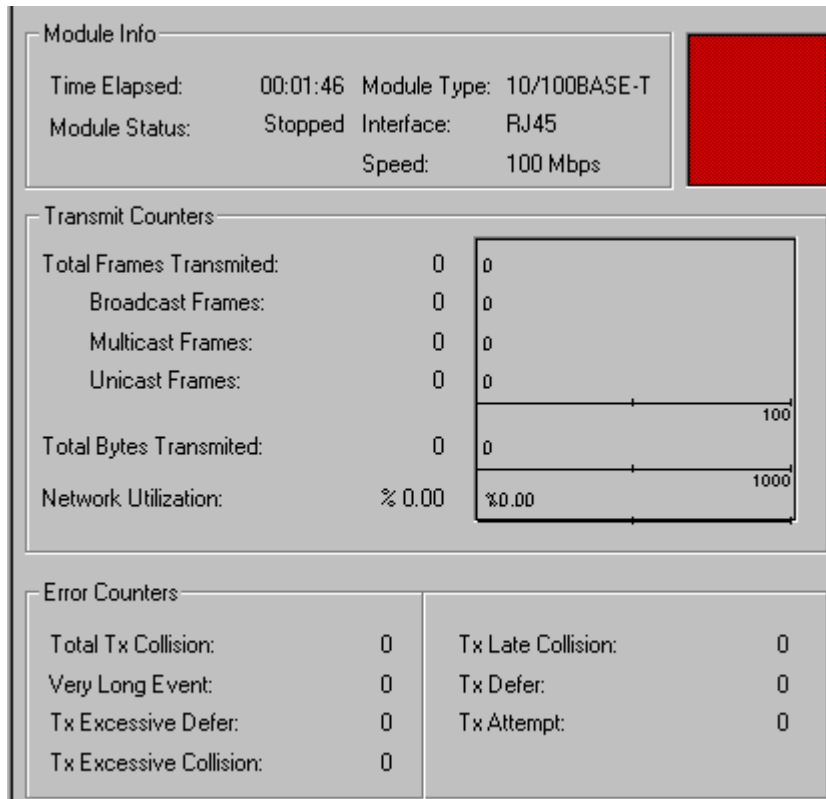 Module Info
Time Elapsed: 00:01:46 Module Type: 10/100BASE-T
Module Status: Stopped Interface: RJ45
Speed: 100 Mbps
Transmit Counters
Total Frames Transmited: 0 0
Broadcast Frames: 0 0
Multicast Frames: 0 0
Unicast Frames: 0 0
100
Total Bytes Transmited: 0 0
1000
Network Utilization: % 0.00 %0.00
Error Counters
Total Tx Collision: 0 Tx Late Collision: 0
Very Long Event: 0 Tx Defer: 0
Tx Excessive Defer: 0 Tx Attempt: 0
Tx Excessive Collision: 0